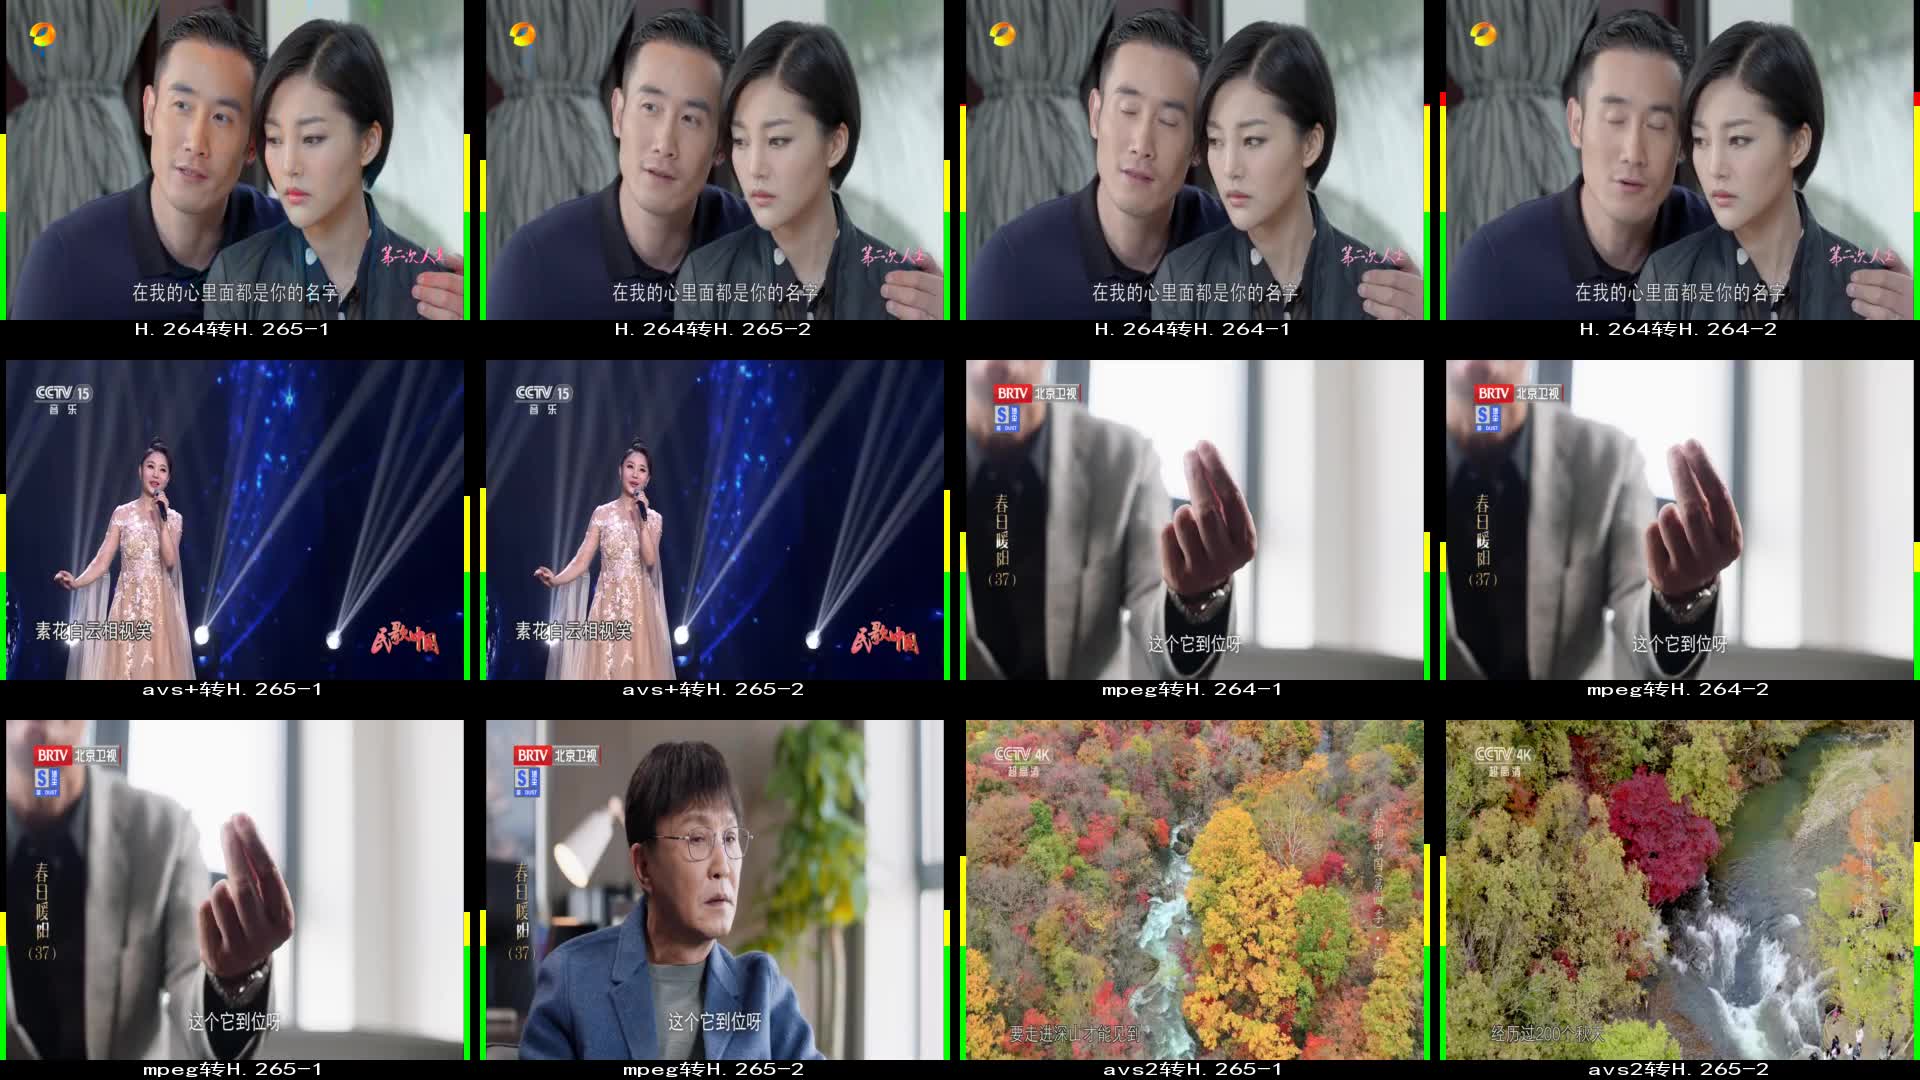 第二次人生
在我的心里面都是你的名字
H. 264转H. 265-1
第二次人生
在我的心里面都是你的名字
H. 264转H. 265-2
第二次人生
在我的心里面都是你的名字
H. 264转H. 264-1
第二次人生
在我的心里面都是你的名字
H. 264转H. 264-2
CCTV 15
音乐
素花白云相视笑
民歌中国
avs+转H. 265-1
CCTV 15
音乐
素花白云相视笑
民歌中国
avs+转H. 265-2
BRTV 北京卫视
S
DUST
春日暖阳
(37)
这个它到位呀
mpeg转H. 264-1
BRTV 北京卫视
S
DUST
春日暖阳
(37)
这个它到位呀
mpeg转H. 264-2
BRTV 北京卫视
S
DUST
春日暖阳
(37)
这个它到位呀
mpeg转H. 265-1
BRTV 北京卫视
S
DUST
春日暖阳
(37)
这个它到位呀
mpeg转H. 265-2
CCTV 4K
超高清
要走进深山才能见到
avs2转H. 265-1
CCTV 4K
超高清
经历过200个秋天
avs2转H. 265-2